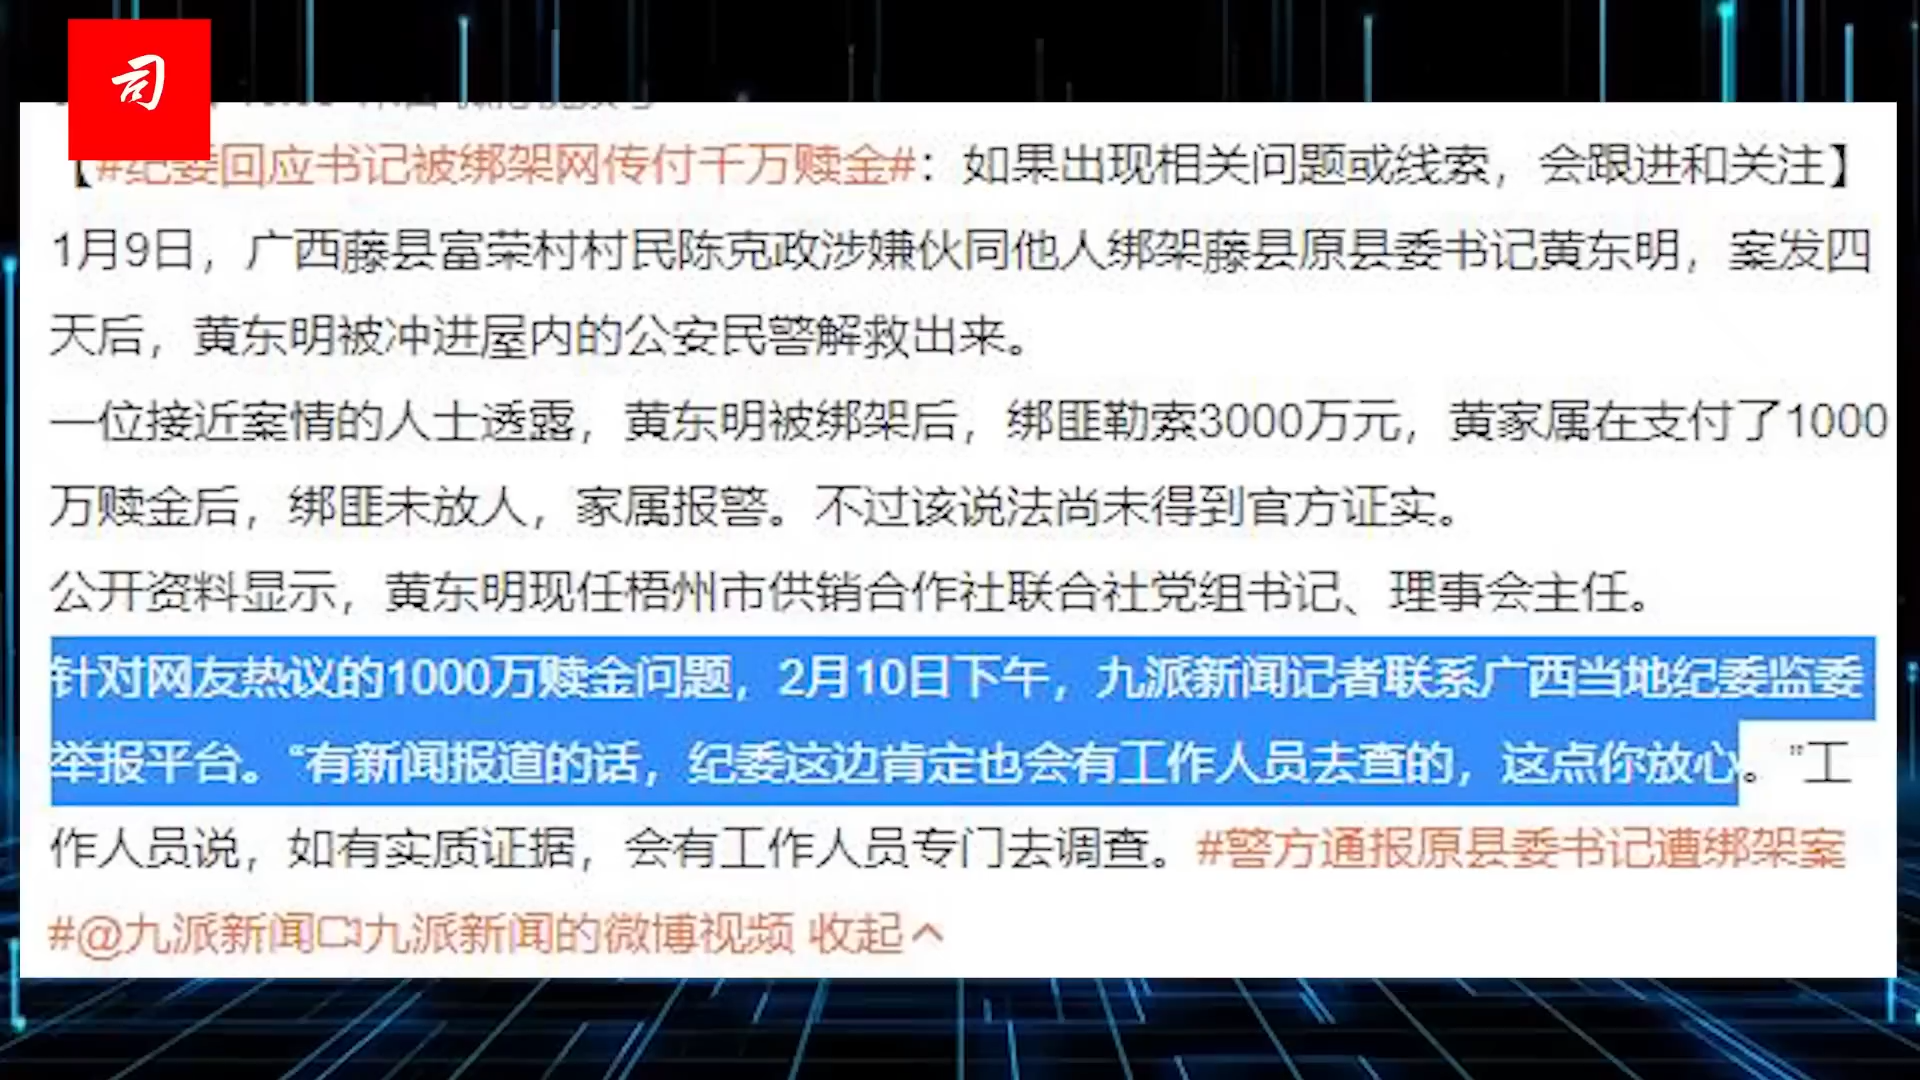 司
【#纪委回应书记被绑架网传付千万赎金#：如果出现相关问题或线索，会跟进和关注】
1月9日，广西藤县富荣村村民陈克政涉嫌伙同他人绑架藤县原县委书记黄东明，案发四
天后，黄东明被冲进屋内的公安民警解救出来。
一位接近案情的人士透露，黄东明被绑架后，绑匪勒索3000万元，黄家属在支付了1000
万赎金后，绑匪未放人，家属报警。不过该说法尚未得到官方证实。
公开资料显示，黄东明现任梧州市供销合作社联合社党组书记、理事会主任。
针对网友热议的1000万赎金问题，2月10日下午，九派新闻记者联系广西当地纪委监委
举报平台。“有新闻报道的话，纪委这边肯定也会有工作人员去查的，这点你放心。”工
作人员说，如有实质证据，会有工作人员专门去调查。#警方通报原县委书记遭绑架案
#@九派新闻 九派新闻的微博视频 收起